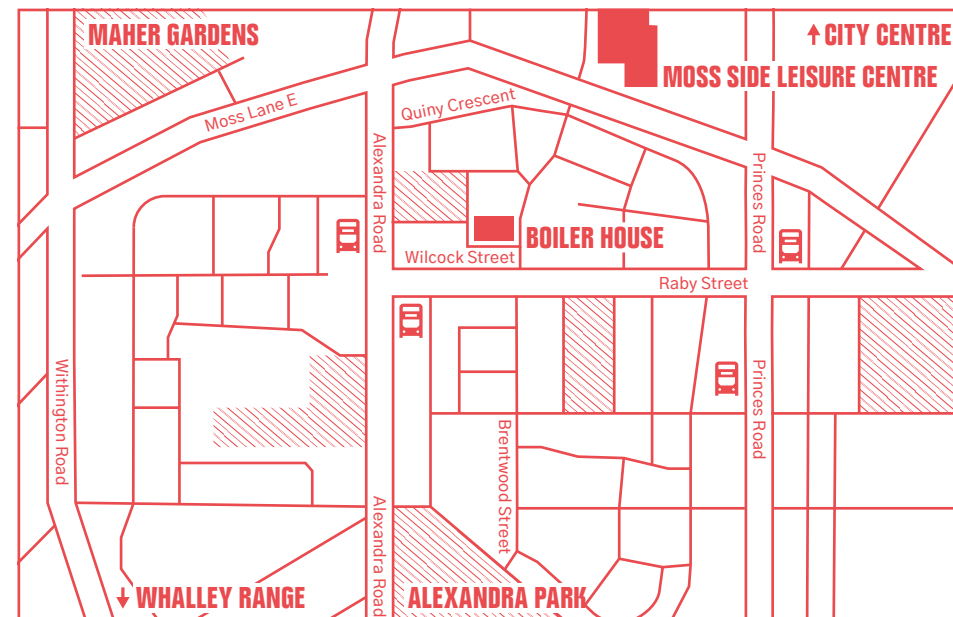 MAHER GARDENS
CITY CENTRE
MOSS SIDE LEISURE CENTRE
Moss Lane E
Quiny Crescent
Alexandra Road
Princes Road
BOILER HOUSE
Wilcock Street
Raby Street
Withington Road
Princes Road
Brentwood Street
Alexandra Road
WHALLEY RANGE
ALEXANDRA PARK